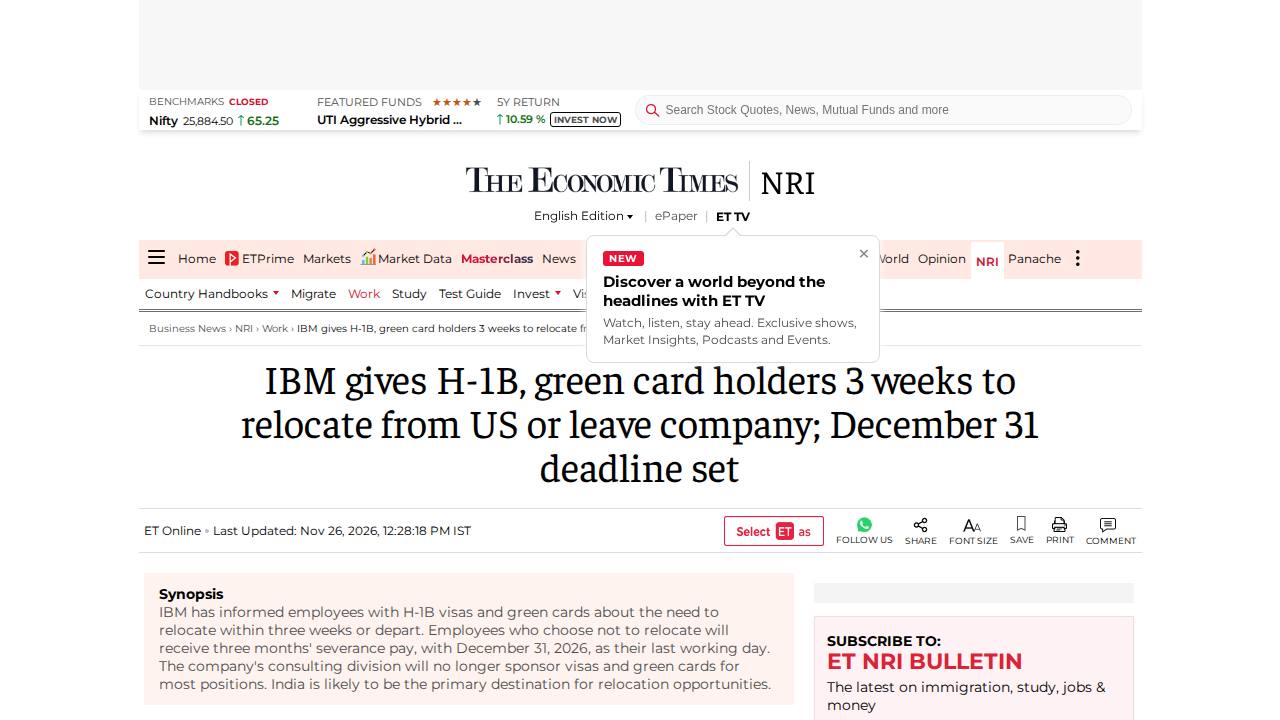 BENCHMARKS CLOSED
Nifty 25,884.50 ↑ 65.25
FEATURED FUNDS ★★★★★
UTI Aggressive Hybrid ...
5Y RETURN
↑ 10.59 % INVEST NOW
Search Stock Quotes, News, Mutual Funds and more
THE ECONOMIC TIMES | NRI
English Edition | ePaper | ET TV
Home ETPrime Markets Market Data Masterclass News Opinion NRI Panache
Country Handbooks Migrate Work Study Test Guide Invest
NEW
Discover a world beyond the
headlines with ET TV
Watch, listen, stay ahead. Exclusive shows,
Market Insights, Podcasts and Events.
Business News › NRI › Work › IBM gives H-1B, green card holders 3 weeks to relocate
IBM gives H-1B, green card holders 3 weeks to
relocate from US or leave company; December 31
deadline set
ET Online • Last Updated: Nov 26, 2026, 12:28:18 PM IST
Select ET as
FOLLOW US
SHARE
FONT SIZE
SAVE
PRINT
COMMENT
Synopsis
IBM has informed employees with H-1B visas and green cards about the need to
relocate within three weeks or depart. Employees who choose not to relocate will
receive three months' severance pay, with December 31, 2026, as their last working day.
The company's consulting division will no longer sponsor visas and green cards for
most positions. India is likely to be the primary destination for relocation opportunities.
SUBSCRIBE TO:
ET NRI BULLETIN
The latest on immigration, study, jobs &
money